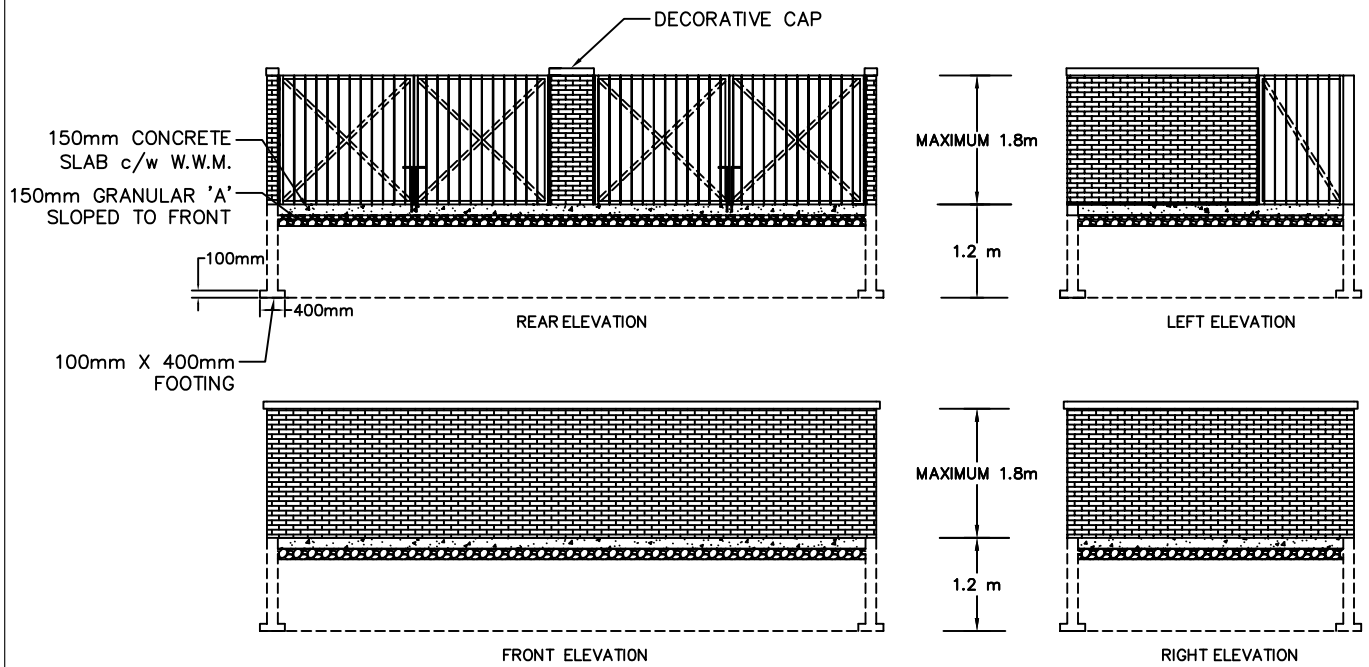 DECORATIVE CAP
150mm CONCRETE
SLAB c/w W.W.M.
150mm GRANULAR 'A'
SLOPED TO FRONT
MAXIMUM 1.8m
1.2 m
100mm
400mm
REAR ELEVATION
LEFT ELEVATION
100mm X 400mm
FOOTING
MAXIMUM 1.8m
1.2 m
FRONT ELEVATION
RIGHT ELEVATION